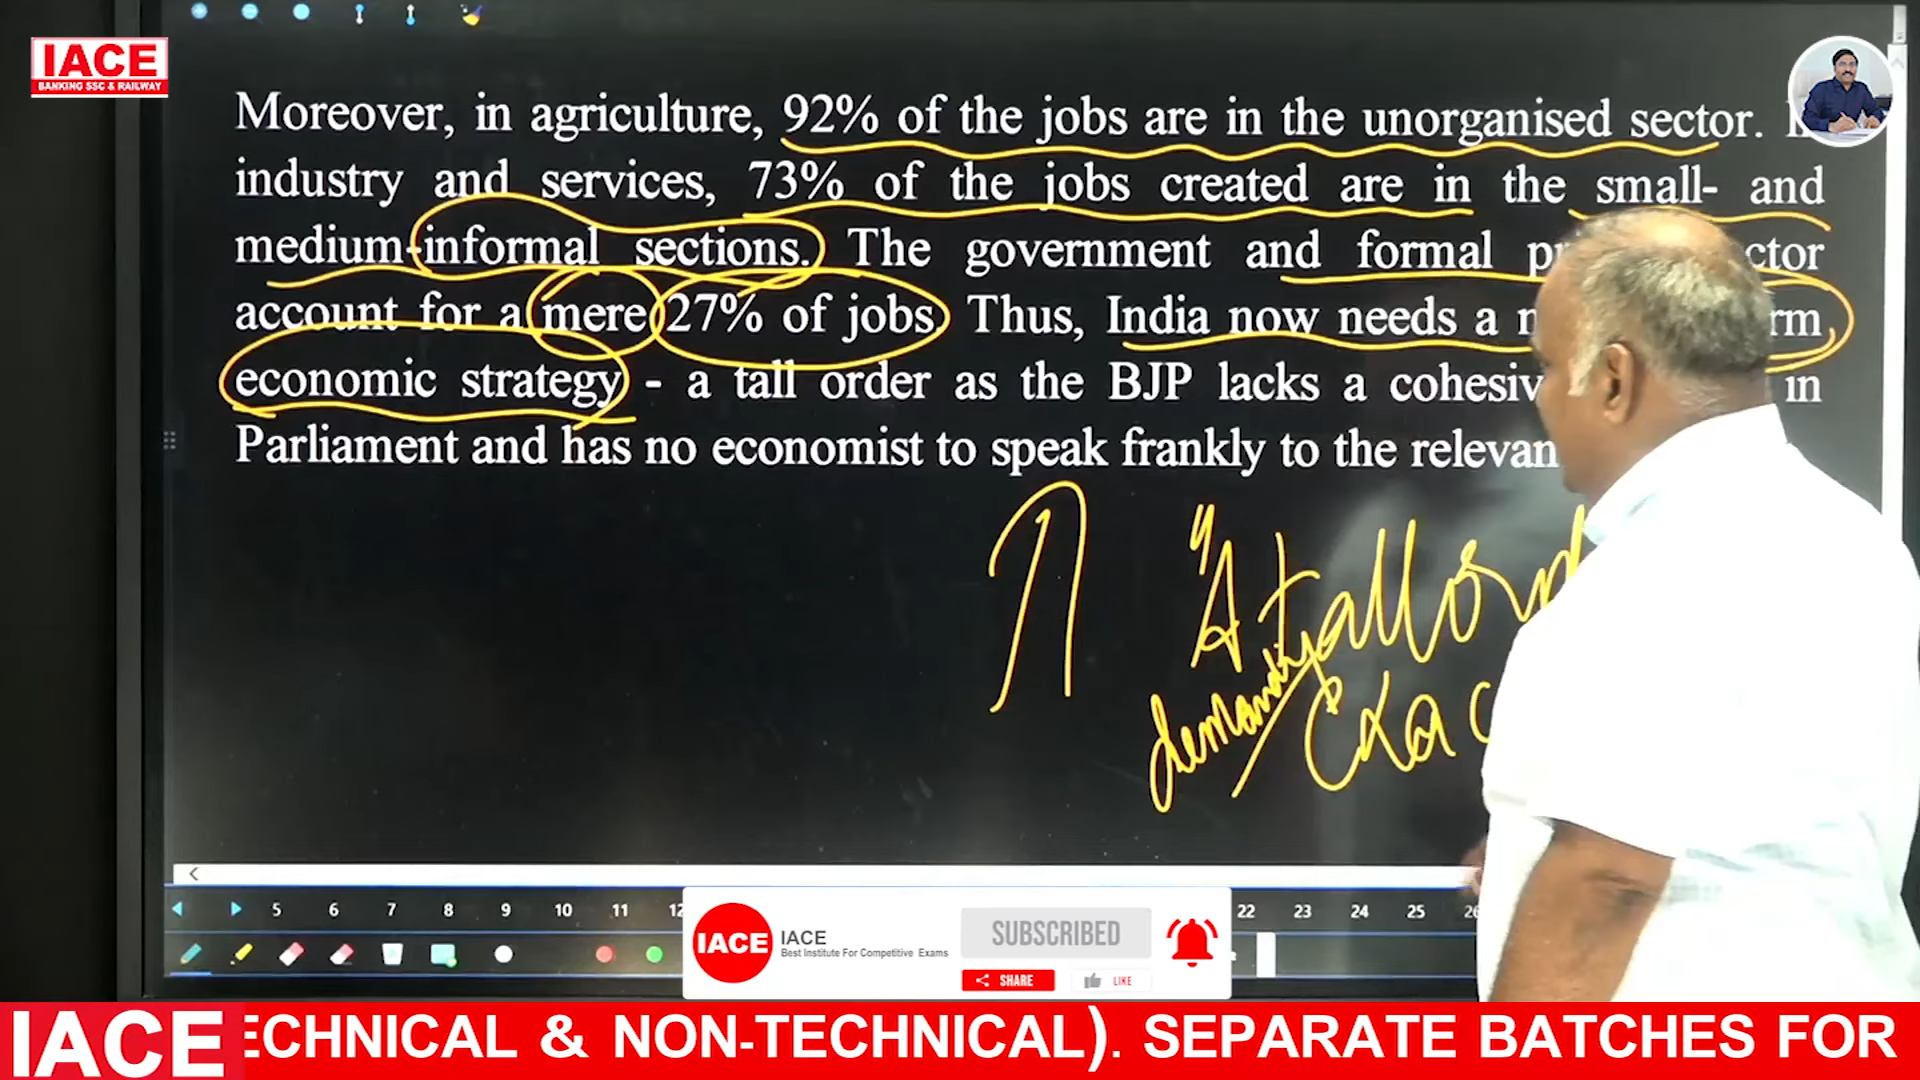 IACE
BANKING SSC & RAILWAY
Moreover, in agriculture, 92% of the jobs are in the unorganised sector.
industry and services, 73% of the jobs created are in the small- and
medium-informal sections. The government and formal
account for a mere 27% of jobs. Thus, India now needs a
economic strategy - a tall order as the BJP lacks a in
Parliament and has no economist to speak frankly to the
"A tall
demanding
5 6 7 8 9 10 11 12 22 23 24 25 26
IACE
IACE
Best Institute For Competitive Exams
SUBSCRIBED
SHARE
LIKE
IACE
ECHNICAL & NON-TECHNICAL). SEPARATE BATCHES FOR